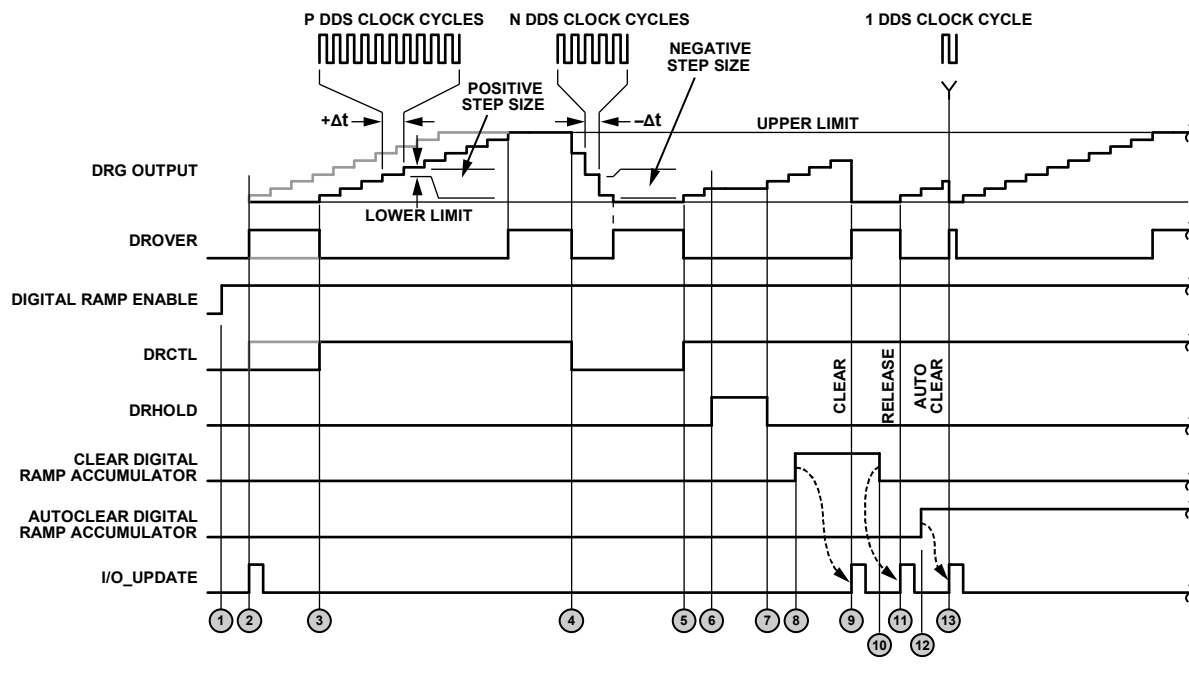 P DDS CLOCK CYCLES
N DDS CLOCK CYCLES
1 DDS CLOCK CYCLE
NEGATIVE
STEP SIZE
POSITIVE
STEP SIZE
+Δt
–Δt
UPPER LIMIT
DRG OUTPUT
LOWER LIMIT
DROVER
DIGITAL RAMP ENABLE
DRCTL
CLEAR
RELEASE
AUTO
CLEAR
DRHOLD
CLEAR DIGITAL
RAMP ACCUMULATOR
AUTOCLEAR DIGITAL
RAMP ACCUMULATOR
I/O_UPDATE
1
2
3
4
5
6
7
8
9
10
11
12
13